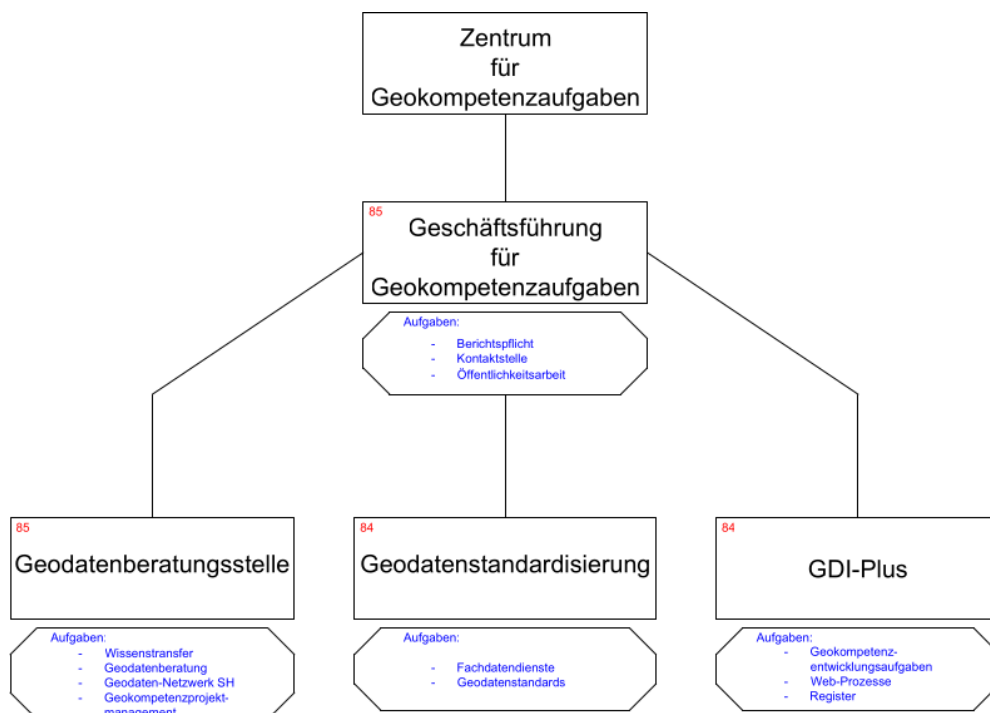 Zentrum
für
Geokompetenzaufgaben
85
Geschäftsführung
für
Geokompetenzaufgaben
Aufgaben:
- Berichtspflicht
- Kontaktstelle
- Öffentlichkeitsarbeit
85
Geodatenberatungsstelle
Aufgaben:
- Wissenstransfer
- Geodatenberatung
- Geodaten-Netzwerk SH
- Geokompetenzprojekt-
management
84
Geodatenstandardisierung
Aufgaben:
- Fachdatendienste
- Geodatenstandards
84
GDI-Plus
Aufgaben:
- Geokompetenz-
entwicklungsaufgaben
- Web-Prozesse
- Register